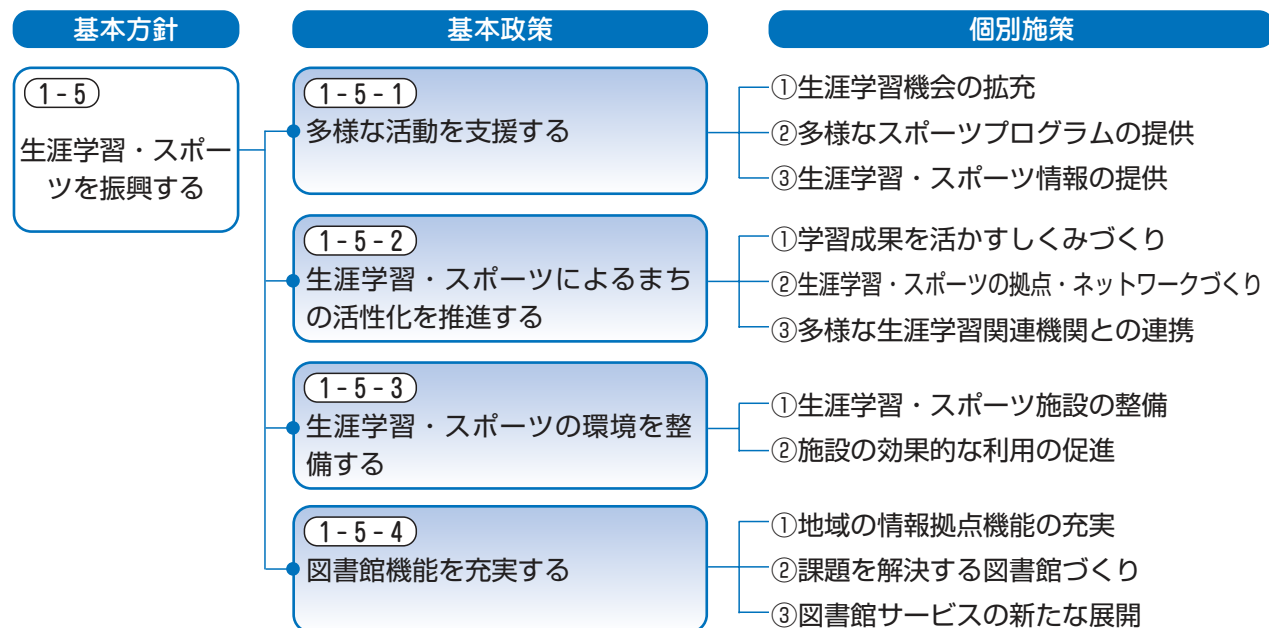 基本方針
基本政策
個別施策
1-5
生涯学習・スポー
ツを振興する
1-5-1
多様な活動を支援する
①生涯学習機会の拡充
②多様なスポーツプログラムの提供
③生涯学習・スポーツ情報の提供
1-5-2
生涯学習・スポーツによるまち
の活性化を推進する
①学習成果を活かすしくみづくり
②生涯学習・スポーツの拠点・ネットワークづくり
③多様な生涯学習関連機関との連携
1-5-3
生涯学習・スポーツの環境を整
備する
①生涯学習・スポーツ施設の整備
②施設の効果的な利用の促進
1-5-4
図書館機能を充実する
①地域の情報拠点機能の充実
②課題を解決する図書館づくり
③図書館サービスの新たな展開